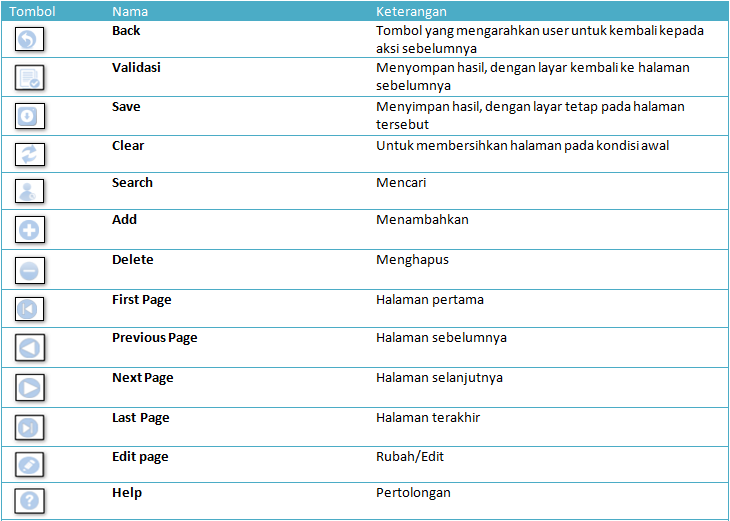 Tombol Nama Keterangan
Back Tombol yang mengarahkan user untuk kembali kepada
aksi sebelumnya
Validasi Menyompan hasil, dengan layar kembali ke halaman
sebelumnya
Save Menyimpan hasil, dengan layar tetap pada halaman
tersebut
Clear Untuk membersihkan halaman pada kondisi awal
Search Mencari
Add Menambahkan
Delete Menghapus
First Page Halaman pertama
Previous Page Halaman sebelumnya
Next Page Halaman selanjutnya
Last Page Halaman terakhir
Edit page Rubah/Edit
? Help Pertolongan